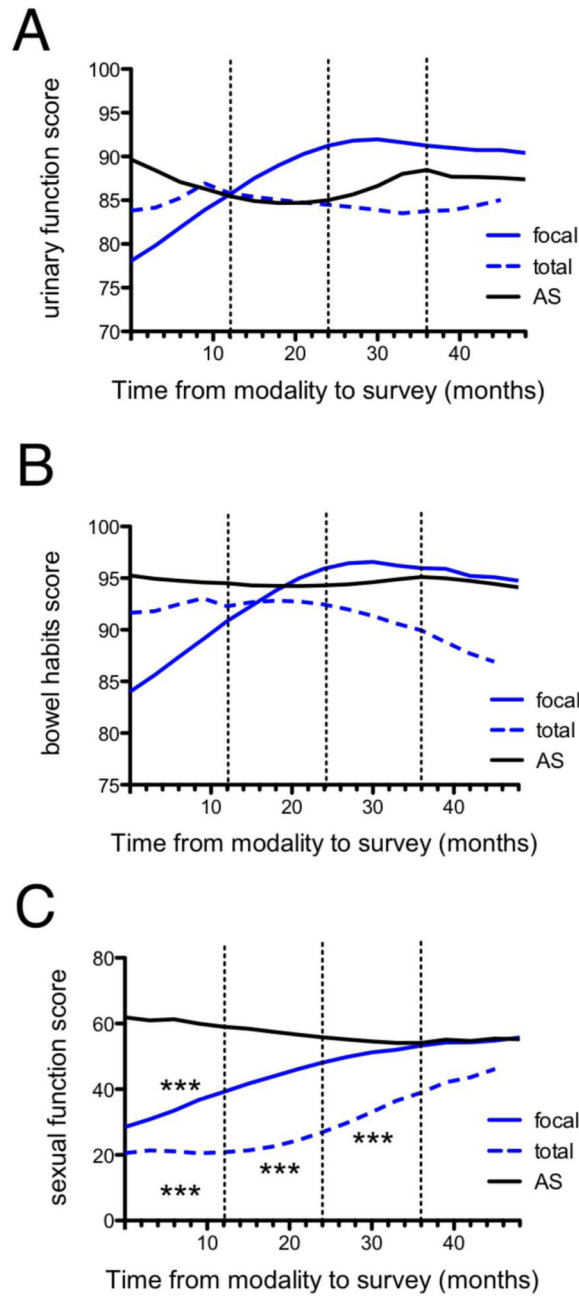 A
urinary function score
100
95
90
85
80
75
70
10
20
30
40
focal
total
AS
Time from modality to survey (months)
B
bowel habits score
100
95
90
85
80
75
10
20
30
40
focal
total
AS
Time from modality to survey (months)
C
sexual function score
80
60
40
20
0
***
***
***
***
10
20
30
40
focal
total
AS
Time from modality to survey (months)